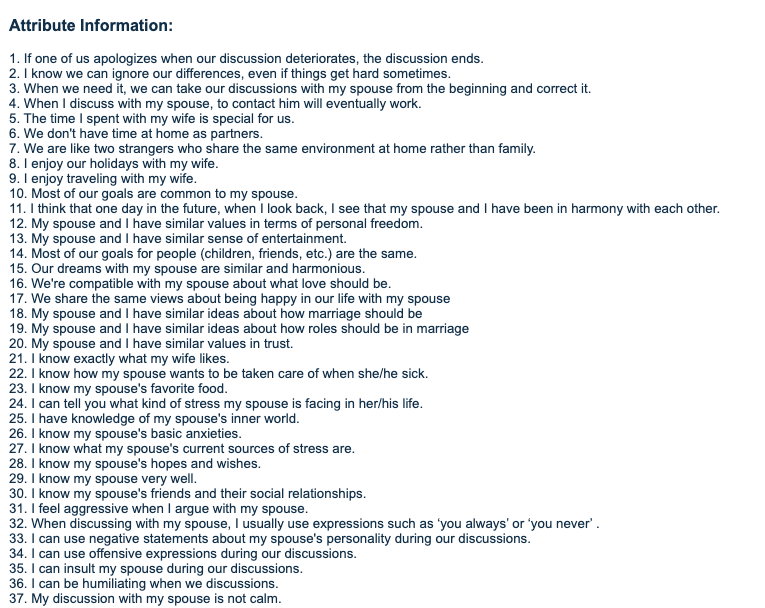 Attribute Information:
1. If one of us apologizes when our discussion deteriorates, the discussion ends.
2. I know we can ignore our differences, even if things get hard sometimes.
3. When we need it, we can take our discussions with my spouse from the beginning and correct it.
4. When I discuss with my spouse, to contact him will eventually work.
5. The time I spent with my wife is special for us.
6. We don't have time at home as partners.
7. We are like two strangers who share the same environment at home rather than family.
8. I enjoy our holidays with my wife.
9. I enjoy traveling with my wife.
10. Most of our goals are common to my spouse.
11. I think that one day in the future, when I look back, I see that my spouse and I have been in harmony with each other.
12. My spouse and I have similar values in terms of personal freedom.
13. My spouse and I have similar sense of entertainment.
14. Most of our goals for people (children, friends, etc.) are the same.
15. Our dreams with my spouse are similar and harmonious.
16. We're compatible with my spouse about what love should be.
17. We share the same views about being happy in our life with my spouse
18. My spouse and I have similar ideas about how marriage should be
19. My spouse and I have similar ideas about how roles should be in marriage
20. My spouse and I have similar values in trust.
21. I know exactly what my wife likes.
22. I know how my spouse wants to be taken care of when she/he sick.
23. I know my spouse's favorite food.
24. I can tell you what kind of stress my spouse is facing in her/his life.
25. I have knowledge of my spouse's inner world.
26. I know my spouse's basic anxieties.
27. I know what my spouse's current sources of stress are.
28. I know my spouse's hopes and wishes.
29. I know my spouse very well.
30. I know my spouse's friends and their social relationships.
31. I feel aggressive when I argue with my spouse.
32. When discussing with my spouse, I usually use expressions such as ‘you always’ or ‘you never’ .
33. I can use negative statements about my spouse's personality during our discussions.
34. I can use offensive expressions during our discussions.
35. I can insult my spouse during our discussions.
36. I can be humiliating when we discussions.
37. My discussion with my spouse is not calm.